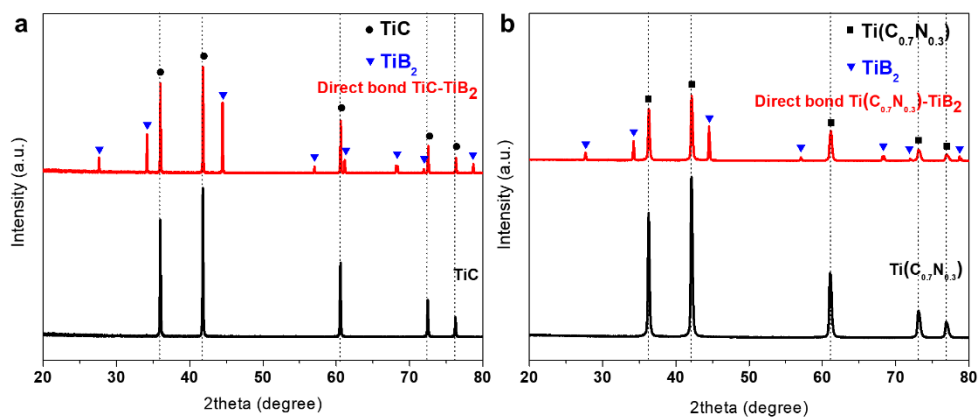 a
TiC
TiB2
Direct bond TiC-TiB2
TiC
Intensity (a.u.)
20 30 40 50 60 70 80
2theta (degree)
b
Ti(C0.7N0.3)
TiB2
Direct bond Ti(C0.7N0.3)-TiB2
Ti(C0.7N0.3)
Intensity (a.u.)
20 30 40 50 60 70 80
2theta (degree)